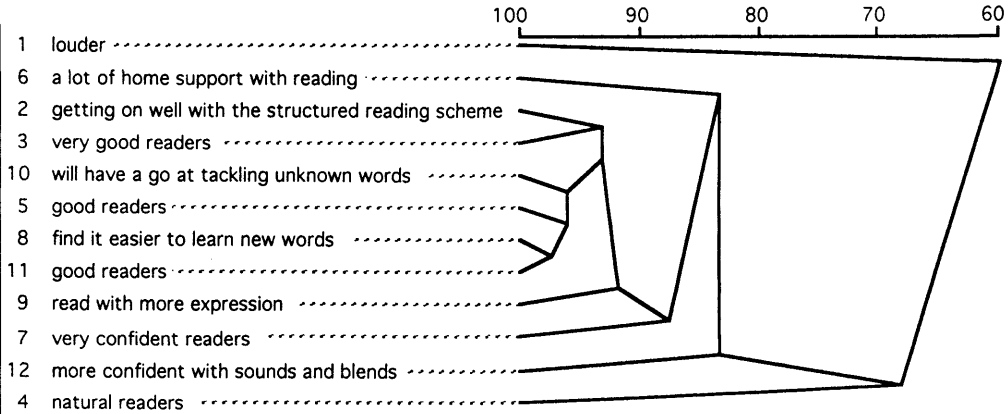 100 90 80 70 60
1 louder
6 a lot of home support with reading
2 getting on well with the structured reading scheme
3 very good readers
10 will have a go at tackling unknown words
5 good readers
8 find it easier to learn new words
11 good readers
9 read with more expression
7 very confident readers
12 more confident with sounds and blends
4 natural readers